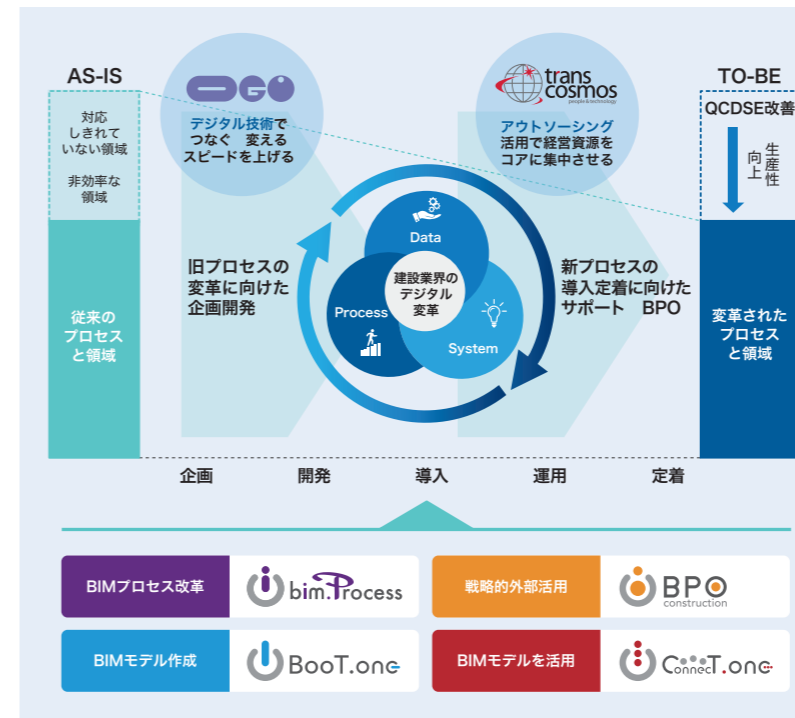 AS-IS
対応
しきれて
いない領域
非効率な
領域
従来の
プロセス
と領域
OGI
デジタル技術で
つなぐ　変える
スピードを上げる
trans
cosmos
people & technology
アウトソーシング
活用で経営資源を
コアに集中させる
TO-BE
QCDSE改善
生産性
向上
変革された
プロセス
と領域
旧プロセスの
変革に向けた
企画開発
Data
Process
System
建設業界の
デジタル
変革
新プロセスの
導入定着に向けた
サポート　BPO
企画
開発
導入
運用
定着
BIMプロセス改革
bim.Process
戦略的外部活用
BPO
construction
BIMモデル作成
BooT.one
BIMモデルを活用
ConnecT.one